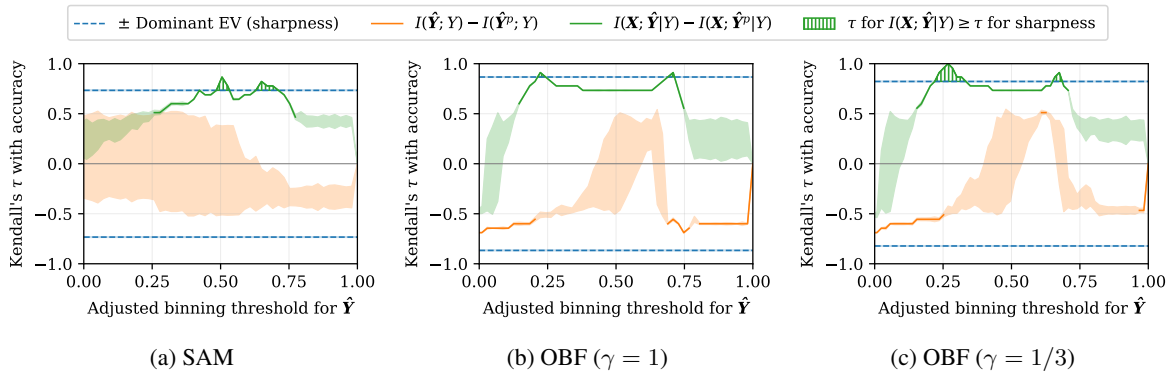 ± Dominant EV (sharpness) I(Ŷ; Y) − I(Ŷᵖ; Y) I(X; Ŷ|Y) − I(X; Ŷᵖ|Y) τ for I(X; Ŷ|Y) ≥ τ for sharpness
Kendall's τ with accuracy
1.0
0.5
0.0
−0.5
−1.0
0.00 0.25 0.50 0.75 1.00
Adjusted binning threshold for Ŷ
(a) SAM
Kendall's τ with accuracy
1.0
0.5
0.0
−0.5
−1.0
0.00 0.25 0.50 0.75 1.00
Adjusted binning threshold for Ŷ
(b) OBF (γ = 1)
Kendall's τ with accuracy
1.0
0.5
0.0
−0.5
−1.0
0.00 0.25 0.50 0.75 1.00
Adjusted binning threshold for Ŷ
(c) OBF (γ = 1/3)